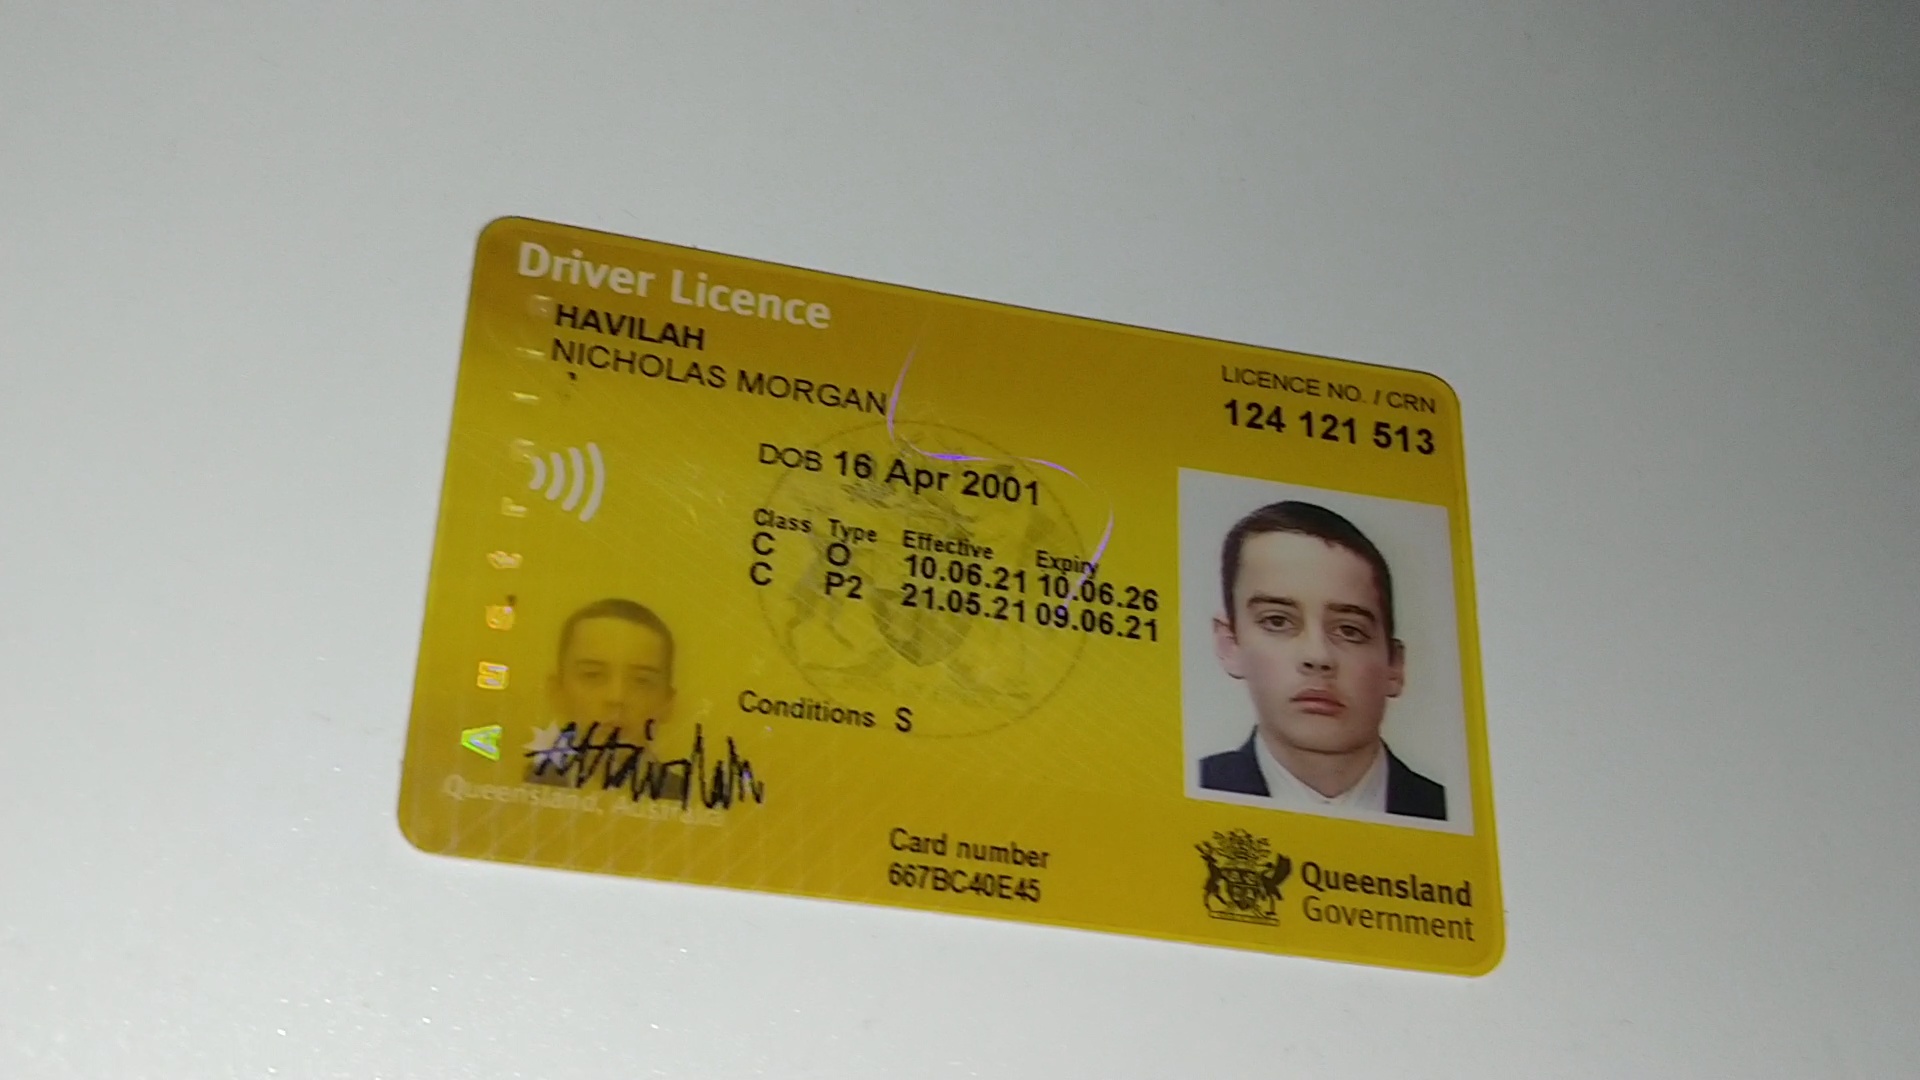 Driver Licence
HAVILAH
NICHOLAS MORGAN
LICENCE NO. / CRN
124 121 513
DOB 16 Apr 2001
Class Type Effective Expiry
C O 10.06.21 10.06.26
C P2 21.05.21 09.06.21
Conditions S
Queensland, Australia
Card number
667BC40E45
Queensland
Government